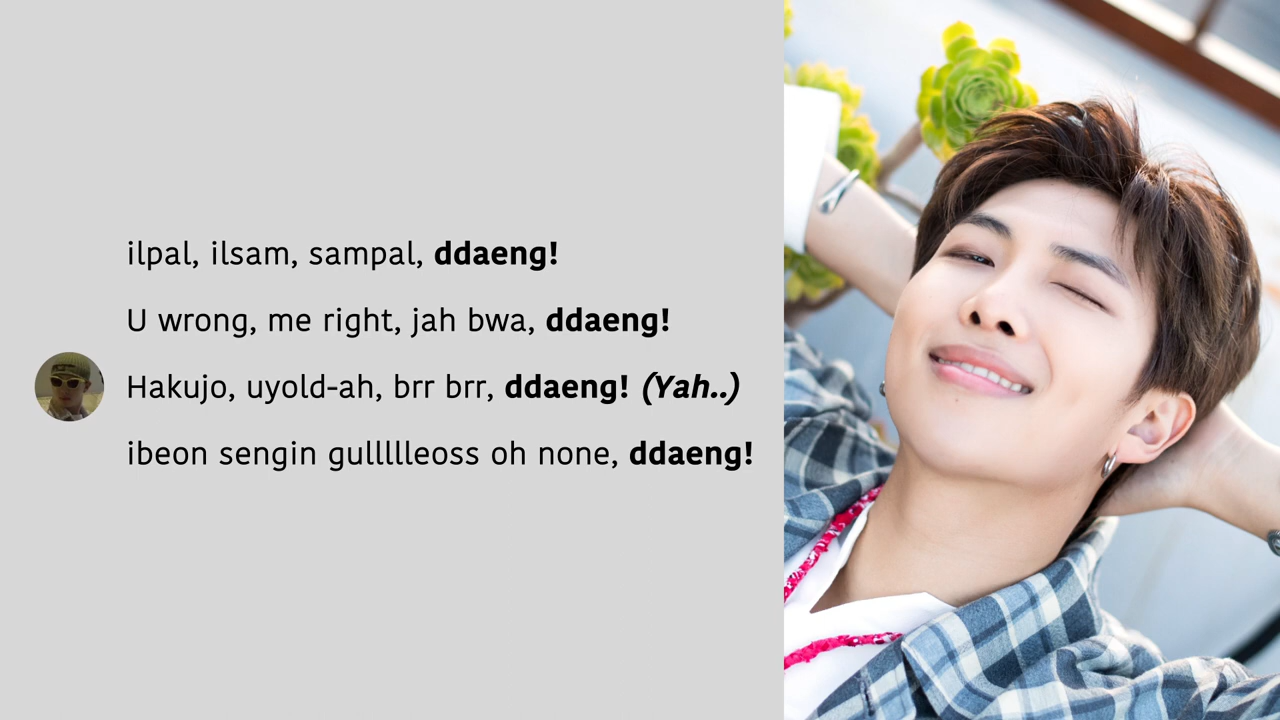 ilpal, ilsam, sampal, ddaeng!
U wrong, me right, jah bwa, ddaeng!
Hakujo, uyold-ah, brr brr, ddaeng! (Yah..)
ibeon sengin gullllleoss oh none, ddaeng!